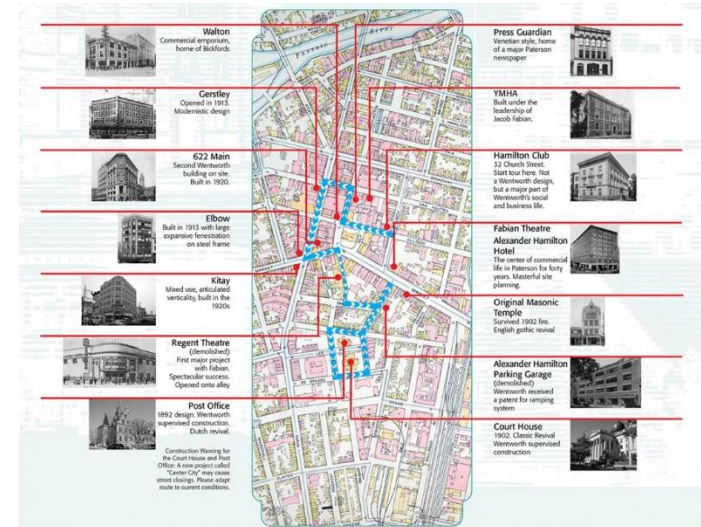 Walton
Commercial emporium,
home of Bickfords
Gerstley
Opened in 1913.
Modernistic design
622 Main
Second Wentworth
building on site.
Built in 1920.
Elbow
Built in 1913 with large
expansive fenestration
on steel frame
Kitay
Mixed use, articulated
verticality, built in the
1920s
Regent Theatre
(demolished)
First major project
with Fabian.
Spectacular success.
Opened onto alley
Post Office
1892 design. Wentworth
supervised construction.
Dutch revival.
Construction Warning for
the Court House and Post
Office: A new project called
"Center City" may cause
street closings. Please adapt
route to current conditions.
Passaic River
MARKET
MARKET
GRAND
Press Guardian
Venetian style, home
of a major Paterson
newspaper
YMHA
Built under the
leadership of
Jacob Fabian.
Hamilton Club
32 Church Street.
Start tour here. Not
a Wentworth design,
but a major part of
Wentworth's social
and business life.
Fabian Theatre
Alexander Hamilton
Hotel
The center of commercial
life in Paterson for forty
years. Masterful site
planning.
Original Masonic
Temple
Survived 1902 fire.
English gothic revival
Alexander Hamilton
Parking Garage
(demolished)
Wentworth received
a patent for ramping
system
Court House
1902. Classic Revival
Wentworth supervised
construction